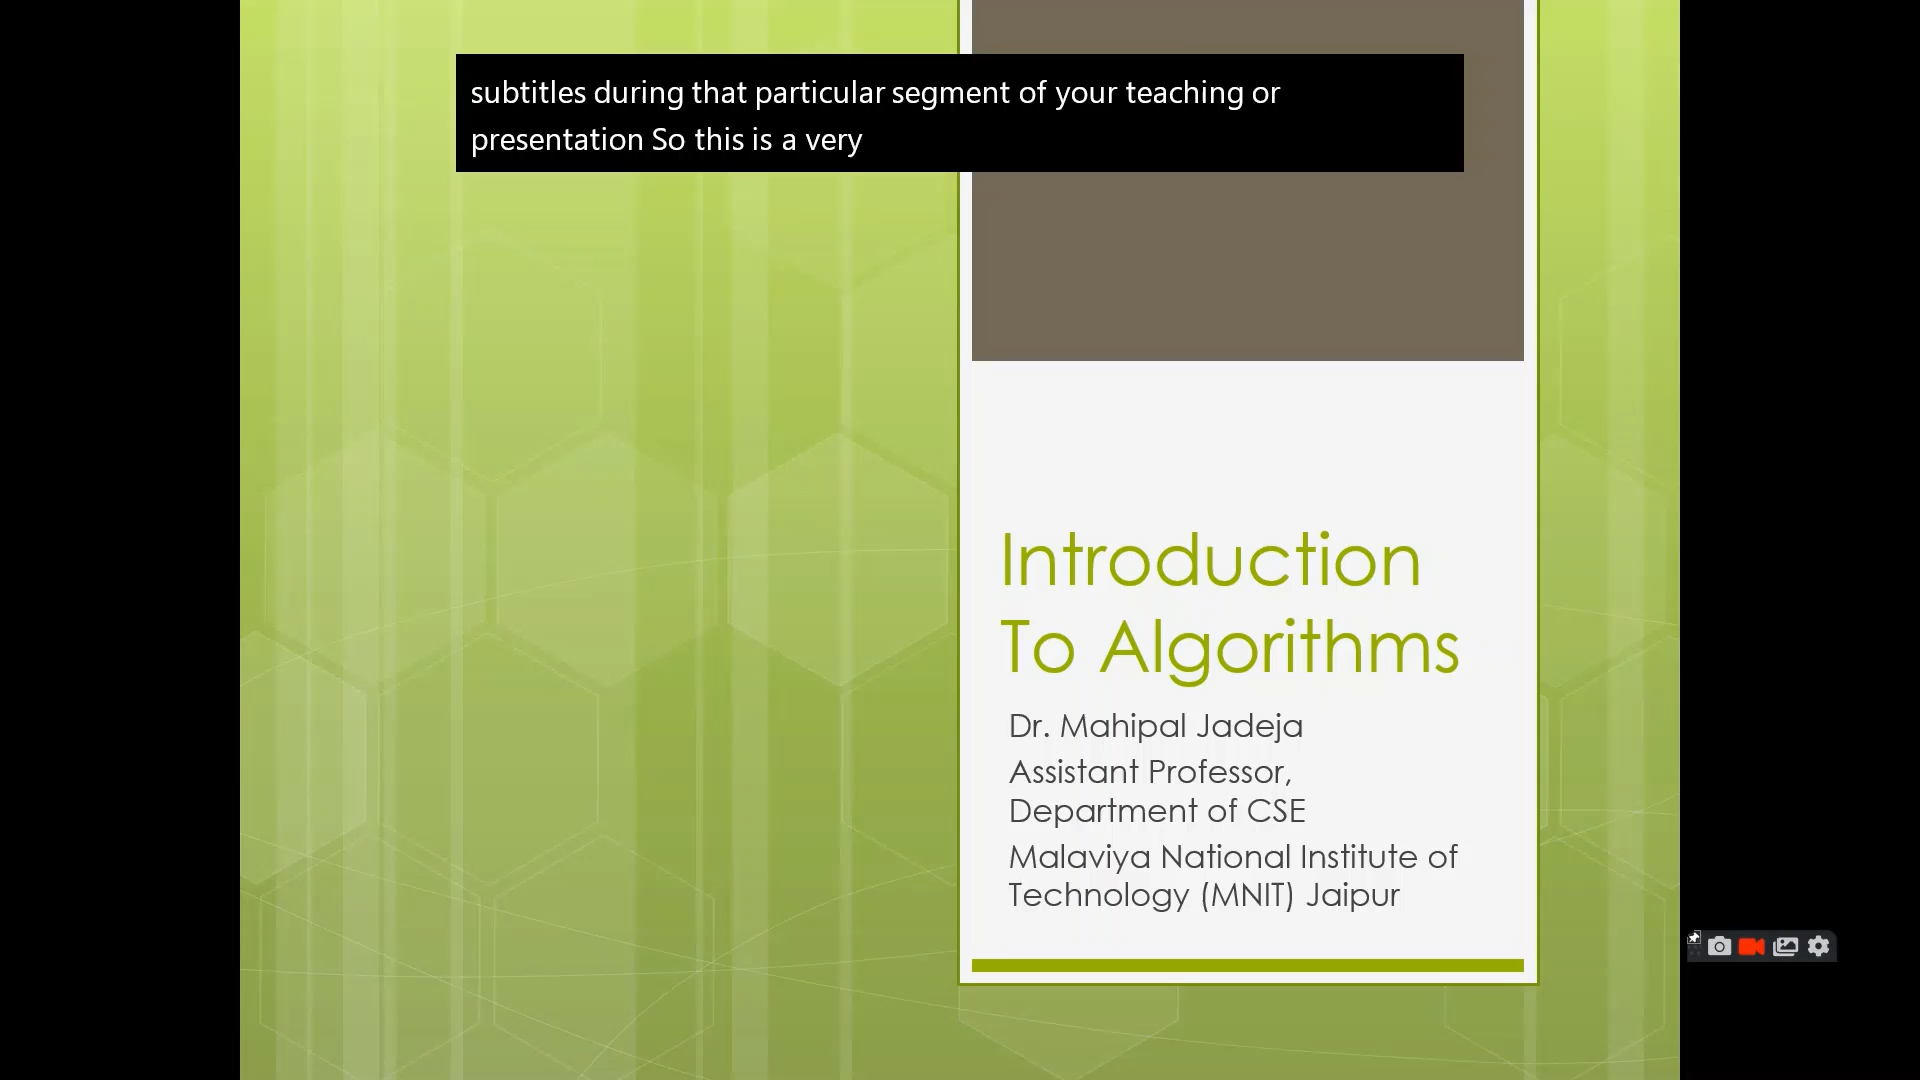 subtitles during that particular segment of your teaching or
presentation So this is a very
Introduction
To Algorithms
Dr. Mahipal Jadeja
Assistant Professor,
Department of CSE
Malaviya National Institute of
Technology (MNIT) Jaipur